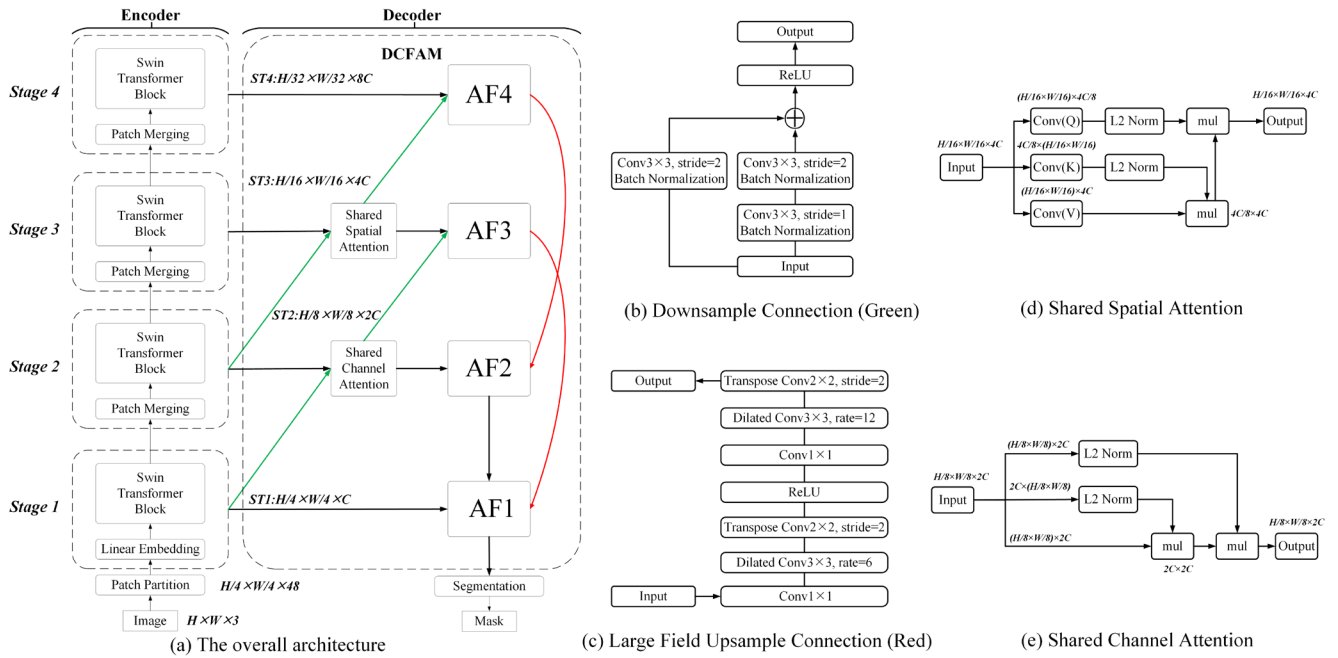 Encoder
Decoder
DCFAM
Stage 4
Swin
Transformer
Block
Patch Merging
ST4:H/32×W/32×8C
AF4
ST3:H/16×W/16×4C
Stage 3
Swin
Transformer
Block
Patch Merging
Shared
Spatial
Attention
AF3
ST2:H/8×W/8×2C
Stage 2
Swin
Transformer
Block
Patch Merging
Shared
Channel
Attention
AF2
Stage 1
Swin
Transformer
Block
Linear Embedding
ST1:H/4×W/4×C
AF1
Patch Partition
H/4×W/4×48
Segmentation
Image
H×W×3
Mask
(a) The overall architecture
Output
ReLU
Conv3×3, stride=2
Batch Normalization
Conv3×3, stride=2
Batch Normalization
Conv3×3, stride=1
Batch Normalization
Input
(b) Downsample Connection (Green)
Output
Transpose Conv2×2, stride=2
Dilated Conv3×3, rate=12
Conv1×1
ReLU
Transpose Conv2×2, stride=2
Dilated Conv3×3, rate=6
Input
Conv1×1
(c) Large Field Upsample Connection (Red)
(H/16×W/16)×4C/8
H/16×W/16×4C
Conv(Q)
L2 Norm
mul
Output
H/16×W/16×4C
4C/8×(H/16×W/16)
Input
Conv(K)
L2 Norm
(H/16×W/16)×4C
Conv(V)
mul
4C/8×4C
(d) Shared Spatial Attention
(H/8×W/8)×2C
L2 Norm
H/8×W/8×2C
2C×(H/8×W/8)
Input
L2 Norm
(H/8×W/8)×2C
H/8×W/8×2C
mul
mul
Output
2C×2C
(e) Shared Channel Attention